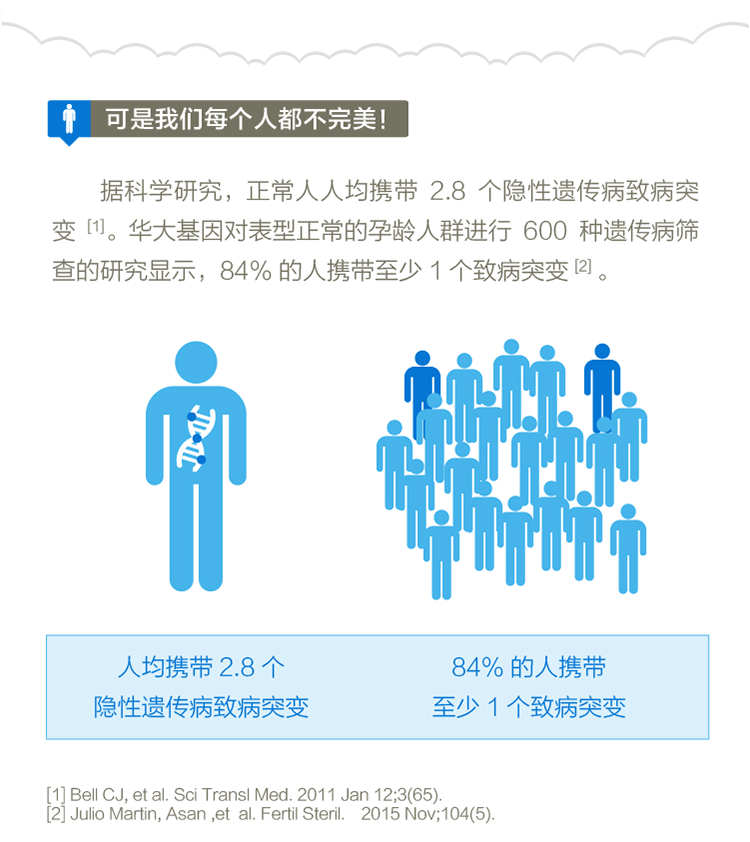 可是我们每个人都不完美！
据科学研究，正常人人均携带 2.8 个隐性遗传病致病突
变 [1]。华大基因对表型正常的孕龄人群进行 600 种遗传病筛
查的研究显示，84% 的人携带至少 1 个致病突变 [2] 。
人均携带 2.8 个
隐性遗传病致病突变
84% 的人携带
至少 1 个致病突变
[1] Bell CJ, et al. Sci Transl Med. 2011 Jan 12;3(65).
[2] Julio Martin, Asan ,et al. Fertil Steril. 2015 Nov;104(5).